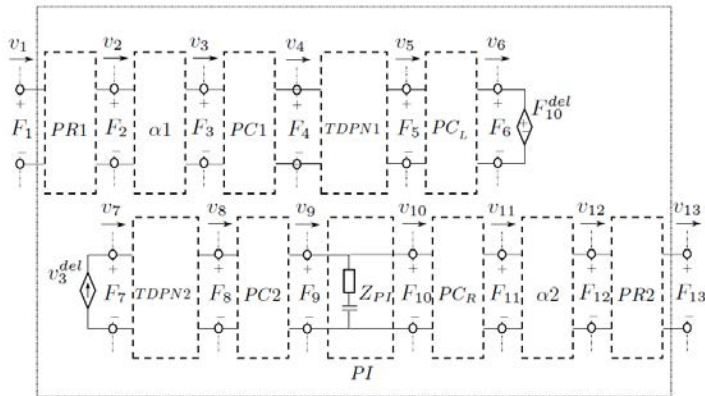 v₁ v₂ v₃ v₄ v₅ v₆
+ + + + + +
F₁ PR1 F₂ α1 F₃ PC1 F₄ TDPN1 F₅ PC_L F₆ + − F₁₀^del
− − − − − −
v₇ v₈ v₉ v₁₀ v₁₁ v₁₂ v₁₃
+ + + + + + +
v₃^del F₇ TDPN2 F₈ PC2 F₉ Z_PI F₁₀ PC_R F₁₁ α2 F₁₂ PR2 F₁₃
− − − − − − −
PI